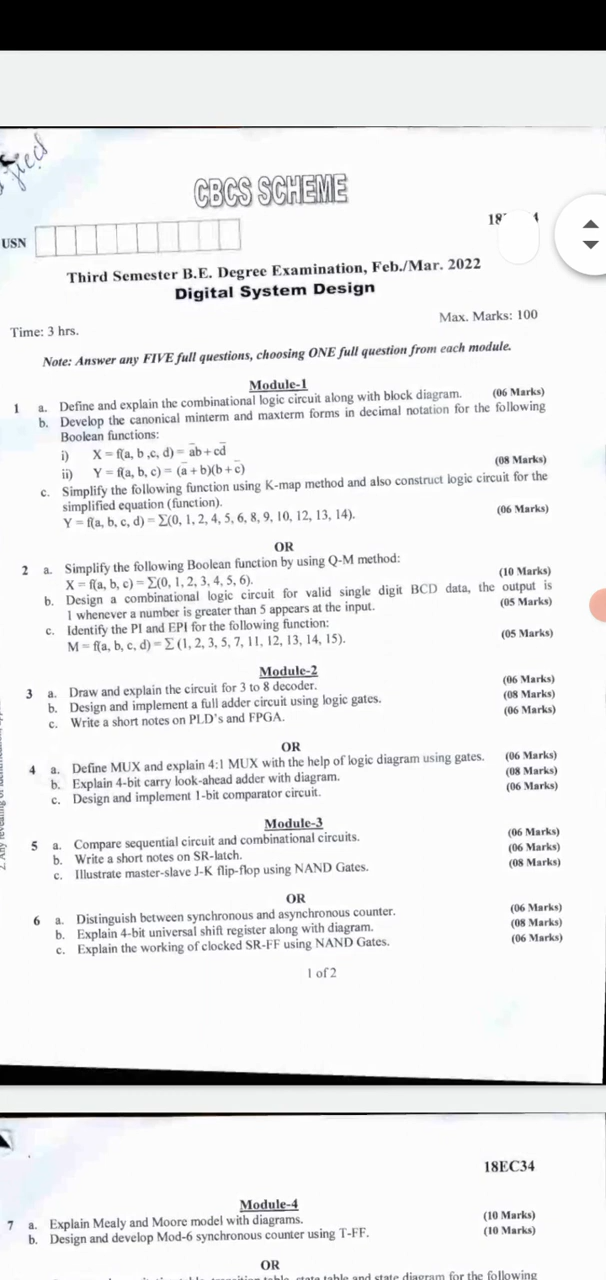 CBCS SCHEME
USN
Third Semester B.E. Degree Examination, Feb./Mar. 2022
Digital System Design
Time: 3 hrs.
Max. Marks: 100
Note: Answer any FIVE full questions, choosing ONE full question from each module.
Module-1
1 a. Define and explain the combinational logic circuit along with block diagram. (06 Marks)
b. Develop the canonical minterm and maxterm forms in decimal notation for the following
Boolean functions:
i) X = f(a, b ,c, d) = a̅b + cd̅
ii) Y = f(a, b, c) = (a̅ + b)(b + c̅) (08 Marks)
c. Simplify the following function using K-map method and also construct logic circuit for the
simplified equation (function).
Y = f(a, b, c, d) = Σ(0, 1, 2, 4, 5, 6, 8, 9, 10, 12, 13, 14). (06 Marks)
OR
2 a. Simplify the following Boolean function by using Q-M method:
X = f(a, b, c) = Σ(0, 1, 2, 3, 4, 5, 6). (10 Marks)
b. Design a combinational logic circuit for valid single digit BCD data, the output is
1 whenever a number is greater than 5 appears at the input. (05 Marks)
c. Identify the PI and EPI for the following function:
M = f(a, b, c, d) = Σ (1, 2, 3, 5, 7, 11, 12, 13, 14, 15). (05 Marks)
Module-2
3 a. Draw and explain the circuit for 3 to 8 decoder. (06 Marks)
b. Design and implement a full adder circuit using logic gates. (08 Marks)
c. Write a short notes on PLD's and FPGA. (06 Marks)
OR
4 a. Define MUX and explain 4:1 MUX with the help of logic diagram using gates. (06 Marks)
b. Explain 4-bit carry look-ahead adder with diagram. (08 Marks)
c. Design and implement 1-bit comparator circuit. (06 Marks)
Module-3
5 a. Compare sequential circuit and combinational circuits. (06 Marks)
b. Write a short notes on SR-latch. (06 Marks)
c. Illustrate master-slave J-K flip-flop using NAND Gates. (08 Marks)
OR
6 a. Distinguish between synchronous and asynchronous counter. (06 Marks)
b. Explain 4-bit universal shift register along with diagram. (08 Marks)
c. Explain the working of clocked SR-FF using NAND Gates. (06 Marks)
1 of 2
18EC34
Module-4
7 a. Explain Mealy and Moore model with diagrams. (10 Marks)
b. Design and develop Mod-6 synchronous counter using T-FF. (10 Marks)
OR
table, state table and state diagram for the following